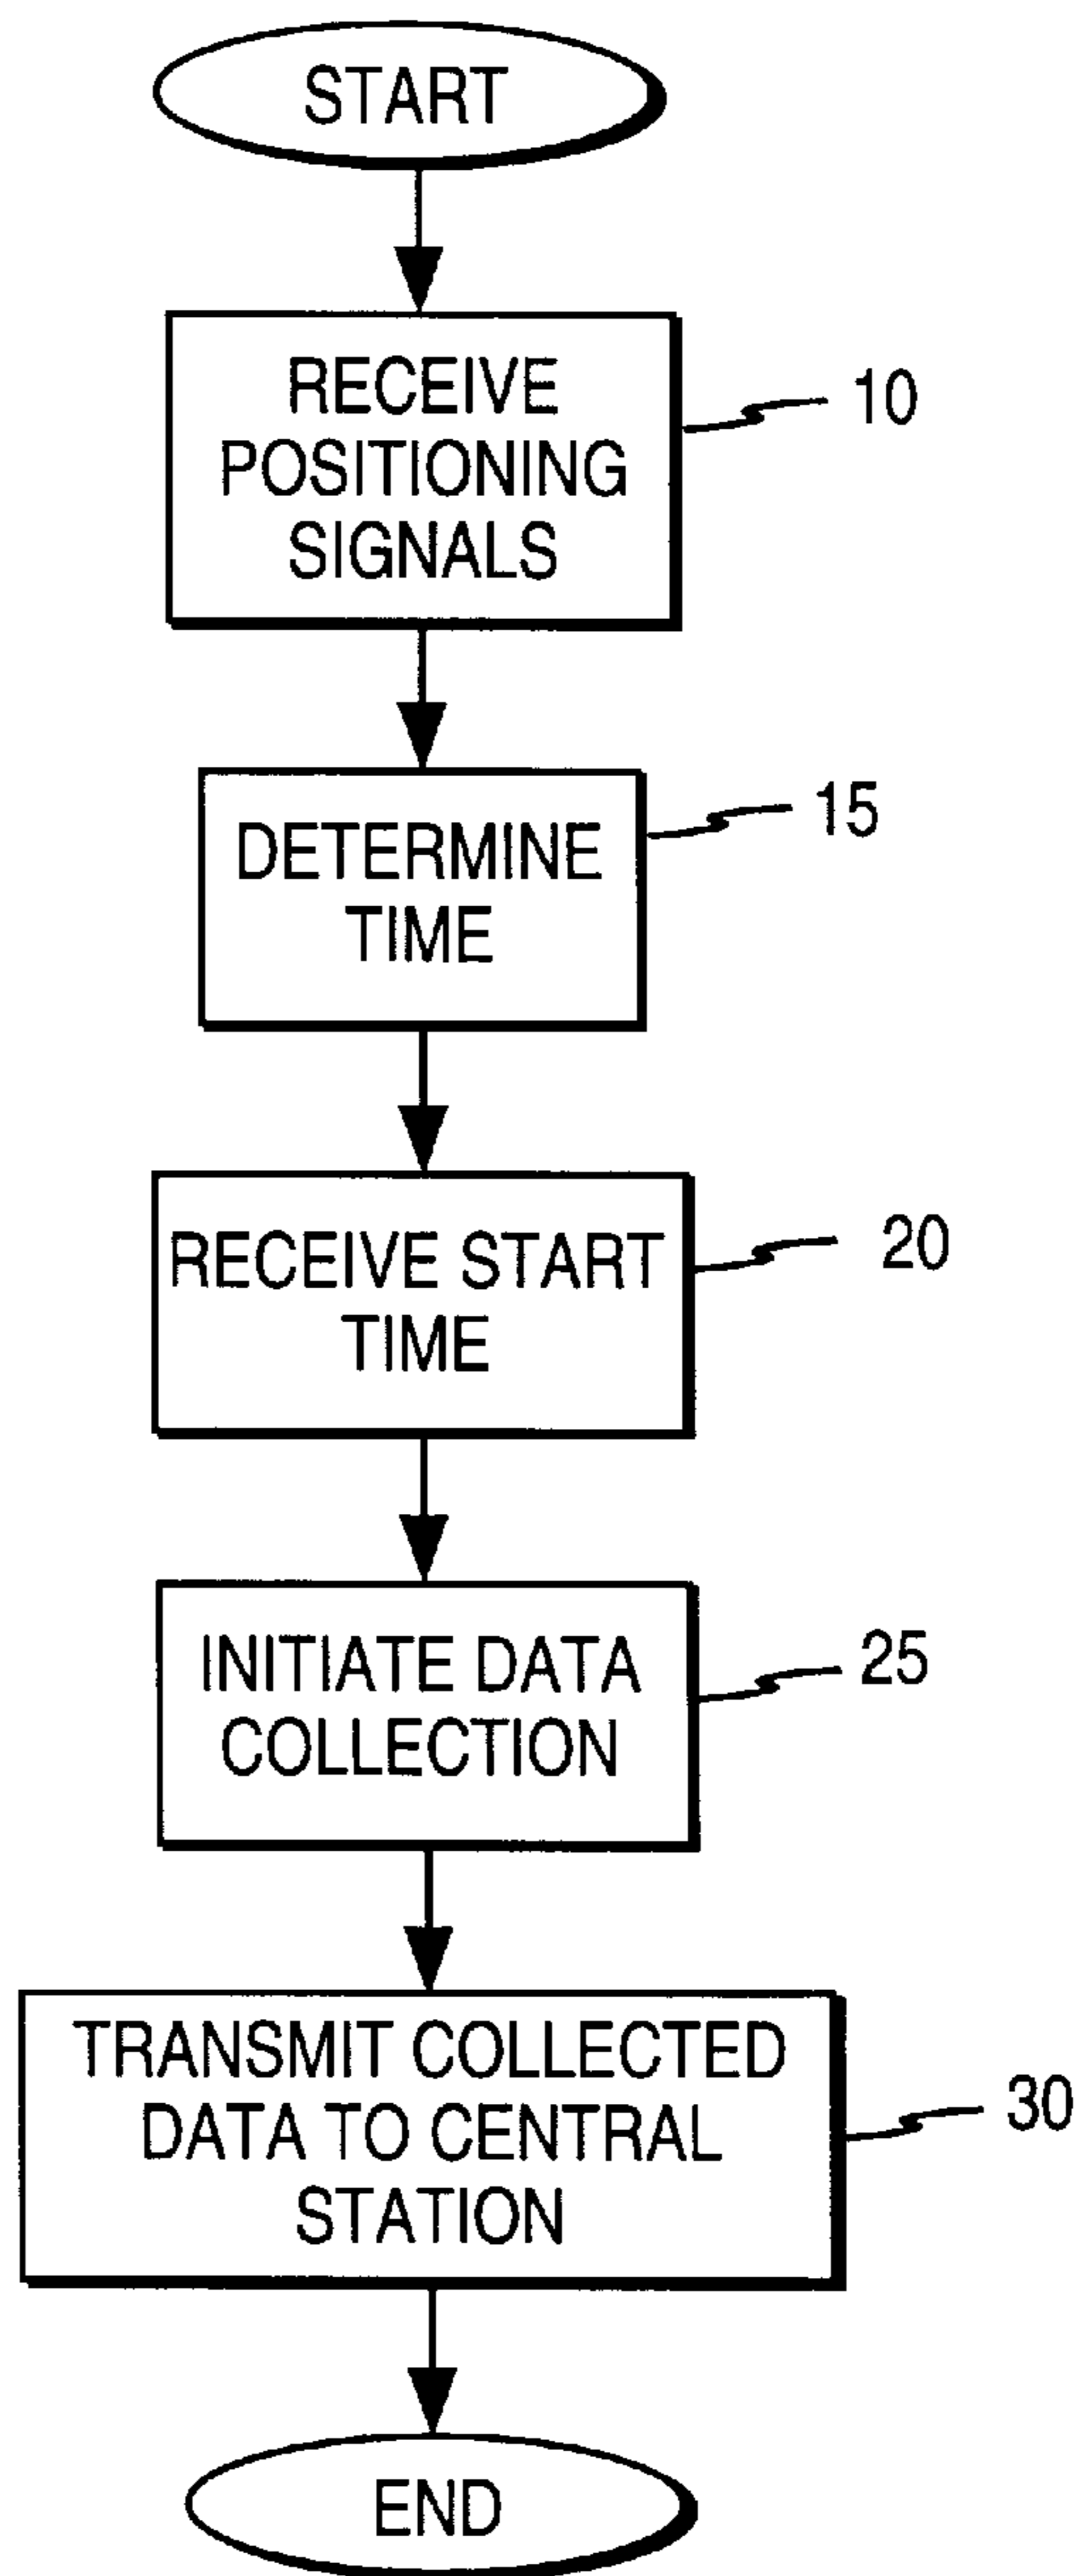 START
RECEIVE
POSITIONING
SIGNALS
10
DETERMINE
TIME
15
RECEIVE START
TIME
20
INITIATE DATA
COLLECTION
25
TRANSMIT COLLECTED
DATA TO CENTRAL
STATION
30
END